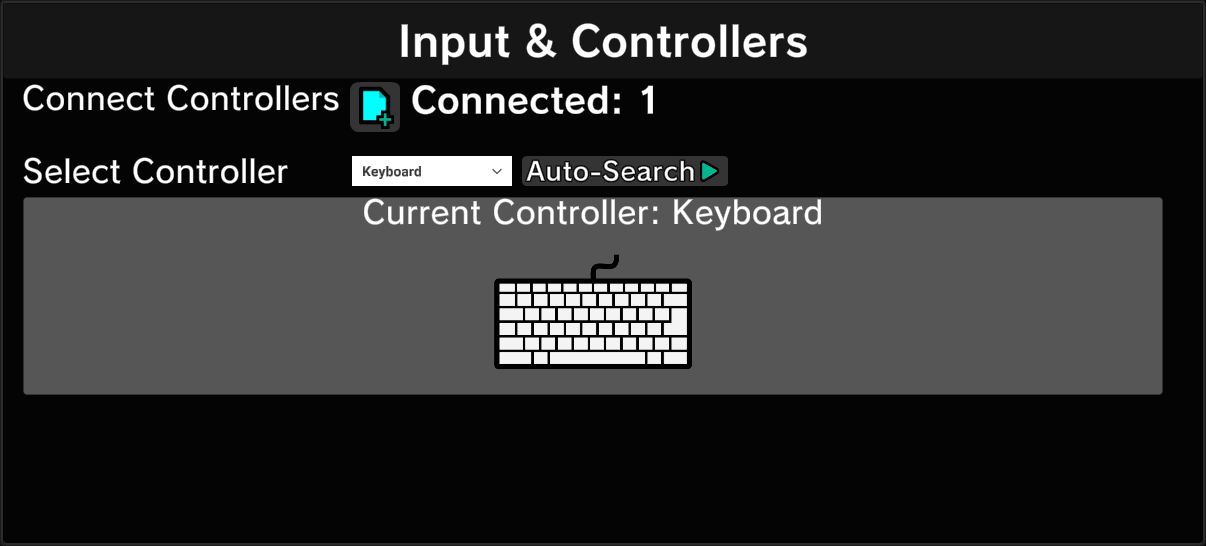 Input & Controllers
Connect Controllers Connected: 1
Select Controller Keyboard Auto-Search
Current Controller: Keyboard